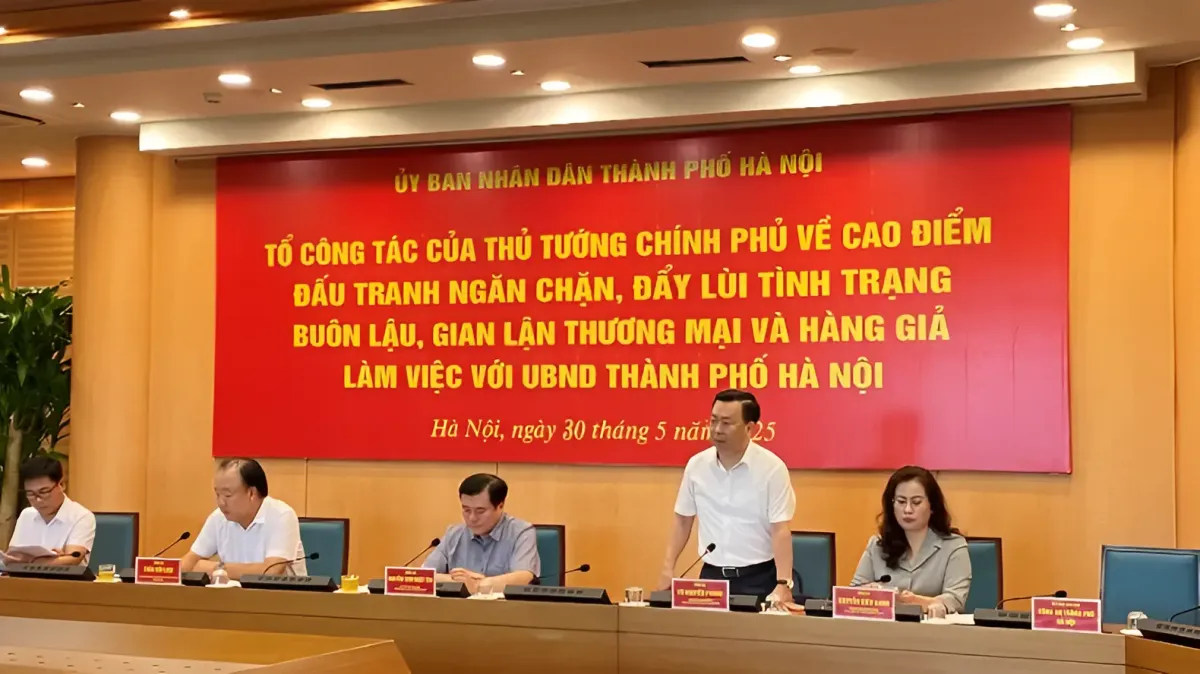 ỦY BAN NHÂN DÂN THÀNH PHỐ HÀ NỘI
TỔ CÔNG TÁC CỦA THỦ TƯỚNG CHÍNH PHỦ VỀ CAO ĐIỂM
ĐẤU TRANH NGĂN CHẶN, ĐẨY LÙI TÌNH TRẠNG
BUÔN LẬU, GIAN LẬN THƯƠNG MẠI VÀ HÀNG GIẢ
LÀM VIỆC VỚI UBND THÀNH PHỐ HÀ NỘI
Hà Nội, ngày 30 tháng 5 năm 25